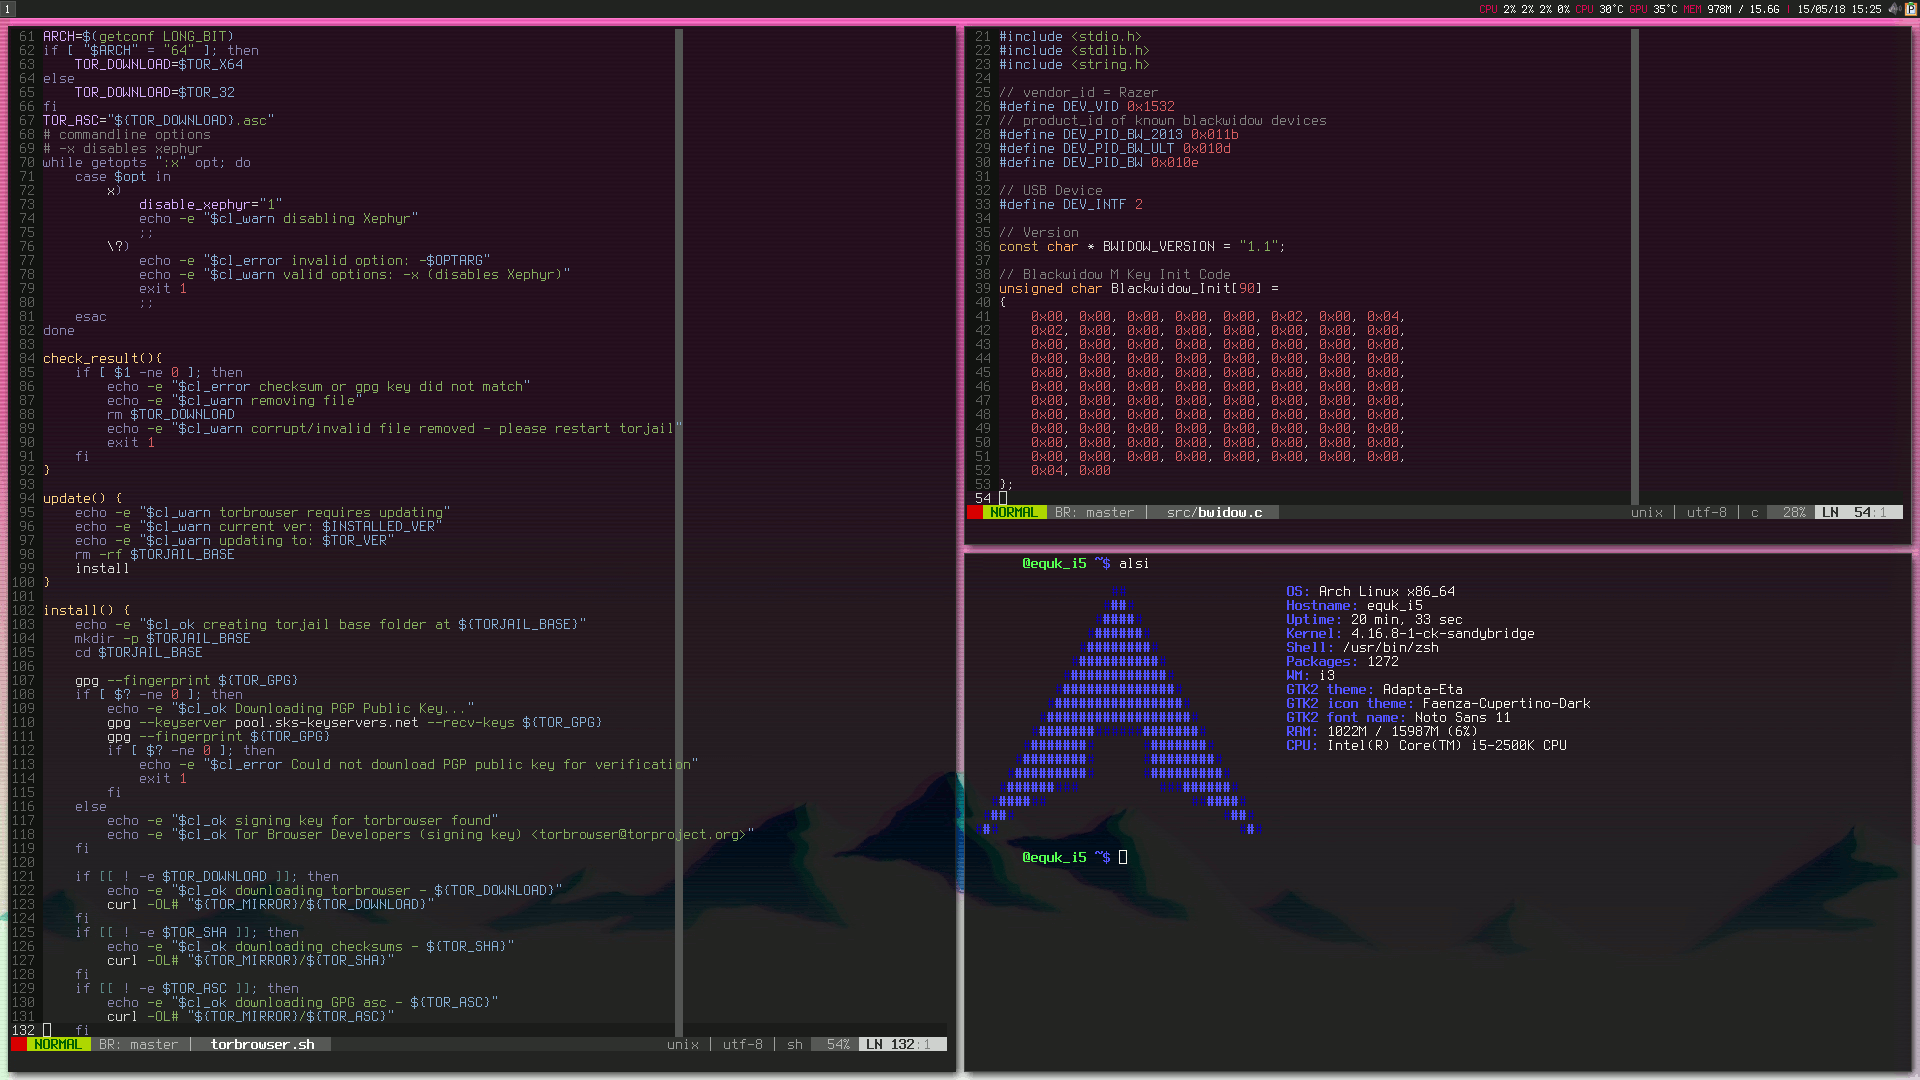 1
CPU 2% 2% 2% 0% CPU 30°C GPU 35°C MEM 978M / 15.6G | 15/05/18 15:25
61 ARCH=$(getconf LONG_BIT)
62 if [ "$ARCH" = "64" ]; then
63     TOR_DOWNLOAD=$TOR_X64
64 else
65     TOR_DOWNLOAD=$TOR_32
66 fi
67 TOR_ASC="${TOR_DOWNLOAD}.asc"
68 # commandline options
69 # -x disables xephyr
70 while getopts ":x" opt; do
71     case $opt in
72         x)
73             disable_xephyr="1"
74             echo -e "$cl_warn disabling Xephyr"
75             ;;
76         \?)
77             echo -e "$cl_error invalid option: -$OPTARG"
78             echo -e "$cl_warn valid options: -x (disables Xephyr)"
79             exit 1
80             ;;
81     esac
82 done
83
84 check_result(){
85     if [ $1 -ne 0 ]; then
86         echo -e "$cl_error checksum or gpg key did not match"
87         echo -e "$cl_warn removing file"
88         rm $TOR_DOWNLOAD
89         echo -e "$cl_warn corrupt/invalid file removed - please restart torjail"
90         exit 1
91     fi
92 }
93
94 update() {
95     echo -e "$cl_warn torbrowser requires updating"
96     echo -e "$cl_warn current ver: $INSTALLED_VER"
97     echo -e "$cl_warn updating to: $TOR_VER"
98     rm -rf $TORJAIL_BASE
99     install
100 }
101
102 install() {
103     echo -e "$cl_ok creating torjail base folder at ${TORJAIL_BASE}"
104     mkdir -p $TORJAIL_BASE
105     cd $TORJAIL_BASE
106
107     gpg --fingerprint ${TOR_GPG}
108     if [ $? -ne 0 ]; then
109         echo -e "$cl_ok Downloading PGP Public Key..."
110         gpg --keyserver pool.sks-keyservers.net --recv-keys ${TOR_GPG}
111         gpg --fingerprint ${TOR_GPG}
112         if [ $? -ne 0 ]; then
113             echo -e "$cl_error Could not download PGP public key for verification"
114             exit 1
115         fi
116     else
117         echo -e "$cl_ok signing key for torbrowser found"
118         echo -e "$cl_ok Tor Browser Developers (signing key) <torbrowser@torproject.org>"
119     fi
120
121     if [[ ! -e $TOR_DOWNLOAD ]]; then
122         echo -e "$cl_ok downloading torbrowser - ${TOR_DOWNLOAD}"
123         curl -OL# "${TOR_MIRROR}/${TOR_DOWNLOAD}"
124     fi
125     if [[ ! -e $TOR_SHA ]]; then
126         echo -e "$cl_ok downloading checksums - ${TOR_SHA}"
127         curl -OL# "${TOR_MIRROR}/${TOR_SHA}"
128     fi
129     if [[ ! -e $TOR_ASC ]]; then
130         echo -e "$cl_ok downloading GPG asc - ${TOR_ASC}"
131         curl -OL# "${TOR_MIRROR}/${TOR_ASC}"
132     fi
NORMAL BR: master | torbrowser.sh unix | utf-8 | sh 54% LN 132:1
21 #include <stdio.h>
22 #include <stdlib.h>
23 #include <string.h>
24
25 // vendor_id = Razer
26 #define DEV_VID 0x1532
27 // product_id of known blackwidow devices
28 #define DEV_PID_BW_2013 0x011b
29 #define DEV_PID_BW_ULT 0x010d
30 #define DEV_PID_BW 0x010e
31
32 // USB Device
33 #define DEV_INTF 2
34
35 // Version
36 const char * BWIDOW_VERSION = "1.1";
37
38 // Blackwidow M Key Init Code
39 unsigned char Blackwidow_Init[90] =
40 {
41     0x00, 0x00, 0x00, 0x00, 0x00, 0x02, 0x00, 0x04,
42     0x02, 0x00, 0x00, 0x00, 0x00, 0x00, 0x00, 0x00,
43     0x00, 0x00, 0x00, 0x00, 0x00, 0x00, 0x00, 0x00,
44     0x00, 0x00, 0x00, 0x00, 0x00, 0x00, 0x00, 0x00,
45     0x00, 0x00, 0x00, 0x00, 0x00, 0x00, 0x00, 0x00,
46     0x00, 0x00, 0x00, 0x00, 0x00, 0x00, 0x00, 0x00,
47     0x00, 0x00, 0x00, 0x00, 0x00, 0x00, 0x00, 0x00,
48     0x00, 0x00, 0x00, 0x00, 0x00, 0x00, 0x00, 0x00,
49     0x00, 0x00, 0x00, 0x00, 0x00, 0x00, 0x00, 0x00,
50     0x00, 0x00, 0x00, 0x00, 0x00, 0x00, 0x00, 0x00,
51     0x00, 0x00, 0x00, 0x00, 0x00, 0x00, 0x00, 0x00,
52     0x04, 0x00
53 };
54
NORMAL BR: master | src/bwidow.c unix | utf-8 | c 28% LN 54:1
@equk_i5 ~$ alsi
OS: Arch Linux x86_64
Hostname: equk_i5
Uptime: 20 min, 33 sec
Kernel: 4.16.8-1-ck-sandybridge
Shell: /usr/bin/zsh
Packages: 1272
WM: i3
GTK2 theme: Adapta-Eta
GTK2 icon theme: Faenza-Cupertino-Dark
GTK2 font name: Noto Sans 11
RAM: 1022M / 15987M (6%)
CPU: Intel(R) Core(TM) i5-2500K CPU
@equk_i5 ~$